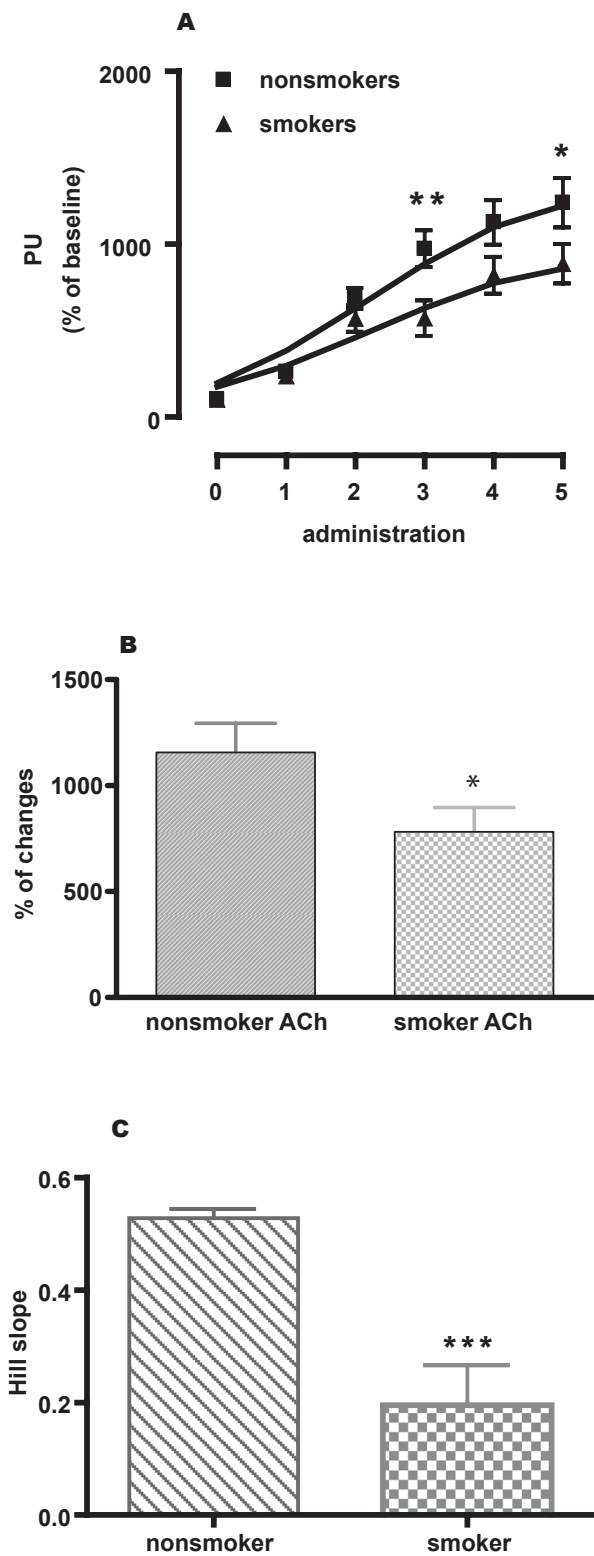 A
2000
nonsmokers
smokers
*
**
PU
(% of baseline)
1000
0
0 1 2 3 4 5
administration
B
1500
% of changes
*
1000
500
0
nonsmoker ACh smoker ACh
C
0.6
Hill slope
0.4
***
0.2
0.0
nonsmoker smoker